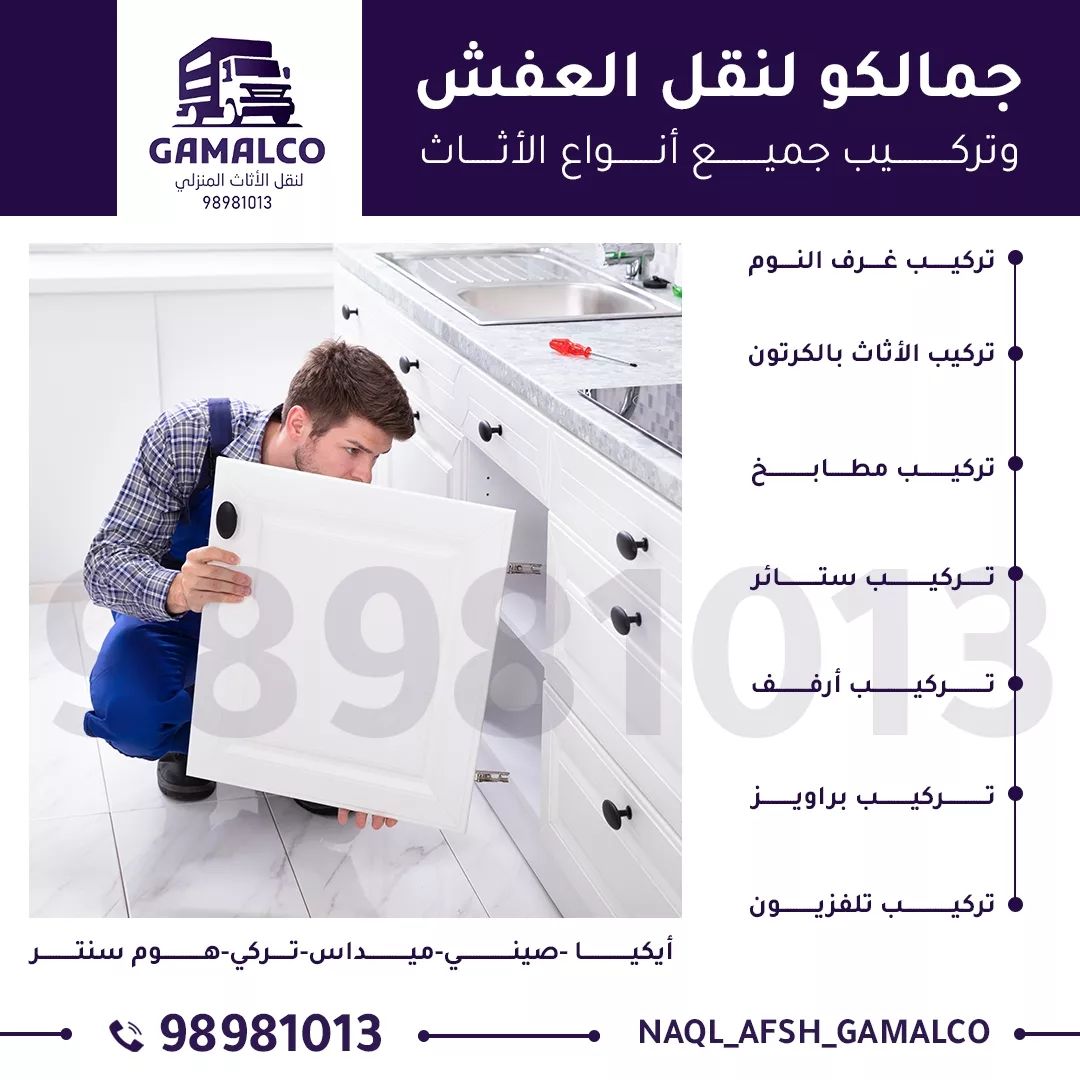 جمالكو لنقل العفش
وتركيب جميع أنواع الأثاث
GAMALCO
لنقل الأثاث المنزلي
98981013
تركيب غرف النوم
تركيب الأثاث بالكرتون
تركيب مطابخ
تركيب ستائر
تركيب أرفف
تركيب براويز
تركيب تلفزيون
98981013
أيكيا -صيني-ميداس-تركي-هوم سنتر
98981013
NAQL_AFSH_GAMALCO